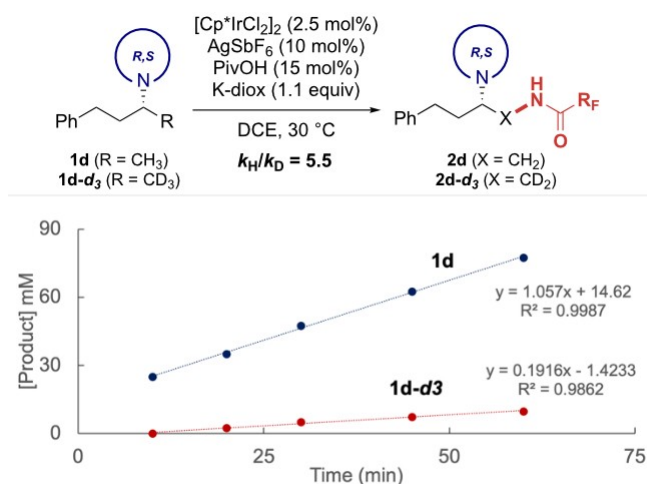 [Cp*IrCl2]2 (2.5 mol%)
AgSbF6 (10 mol%)
PivOH (15 mol%)
K-diox (1.1 equiv)
DCE, 30 °C
kH/kD = 5.5
R,S
N
Ph
R
1d (R = CH3)
1d-d3 (R = CD3)
R,S
N
Ph
X
H
N
RF
O
2d (X = CH2)
2d-d3 (X = CD2)
90
60
30
0
[Product] mM
1d
y = 1.057x + 14.62
R² = 0.9987
1d-d3
y = 0.1916x - 1.4233
R² = 0.9862
0
25
50
75
Time (min)